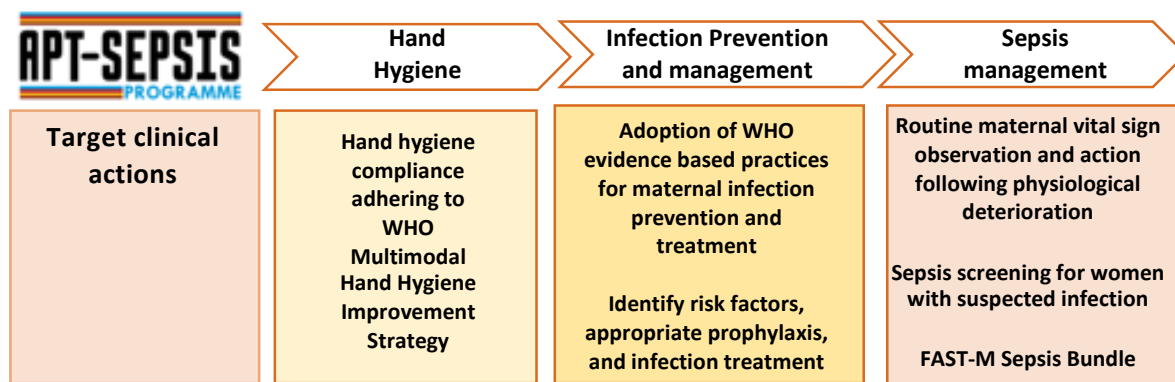 APT-SEPSIS
PROGRAMME
Hand
Hygiene
Infection Prevention
and management
Sepsis
management
Target clinical
actions
Hand hygiene
compliance
adhering to
WHO
Multimodal
Hand Hygiene
Improvement
Strategy
Adoption of WHO
evidence based practices
for maternal infection
prevention and
treatment
Identify risk factors,
appropriate prophylaxis,
and infection treatment
Routine maternal vital sign
observation and action
following physiological
deterioration
Sepsis screening for women
with suspected infection
FAST-M Sepsis Bundle